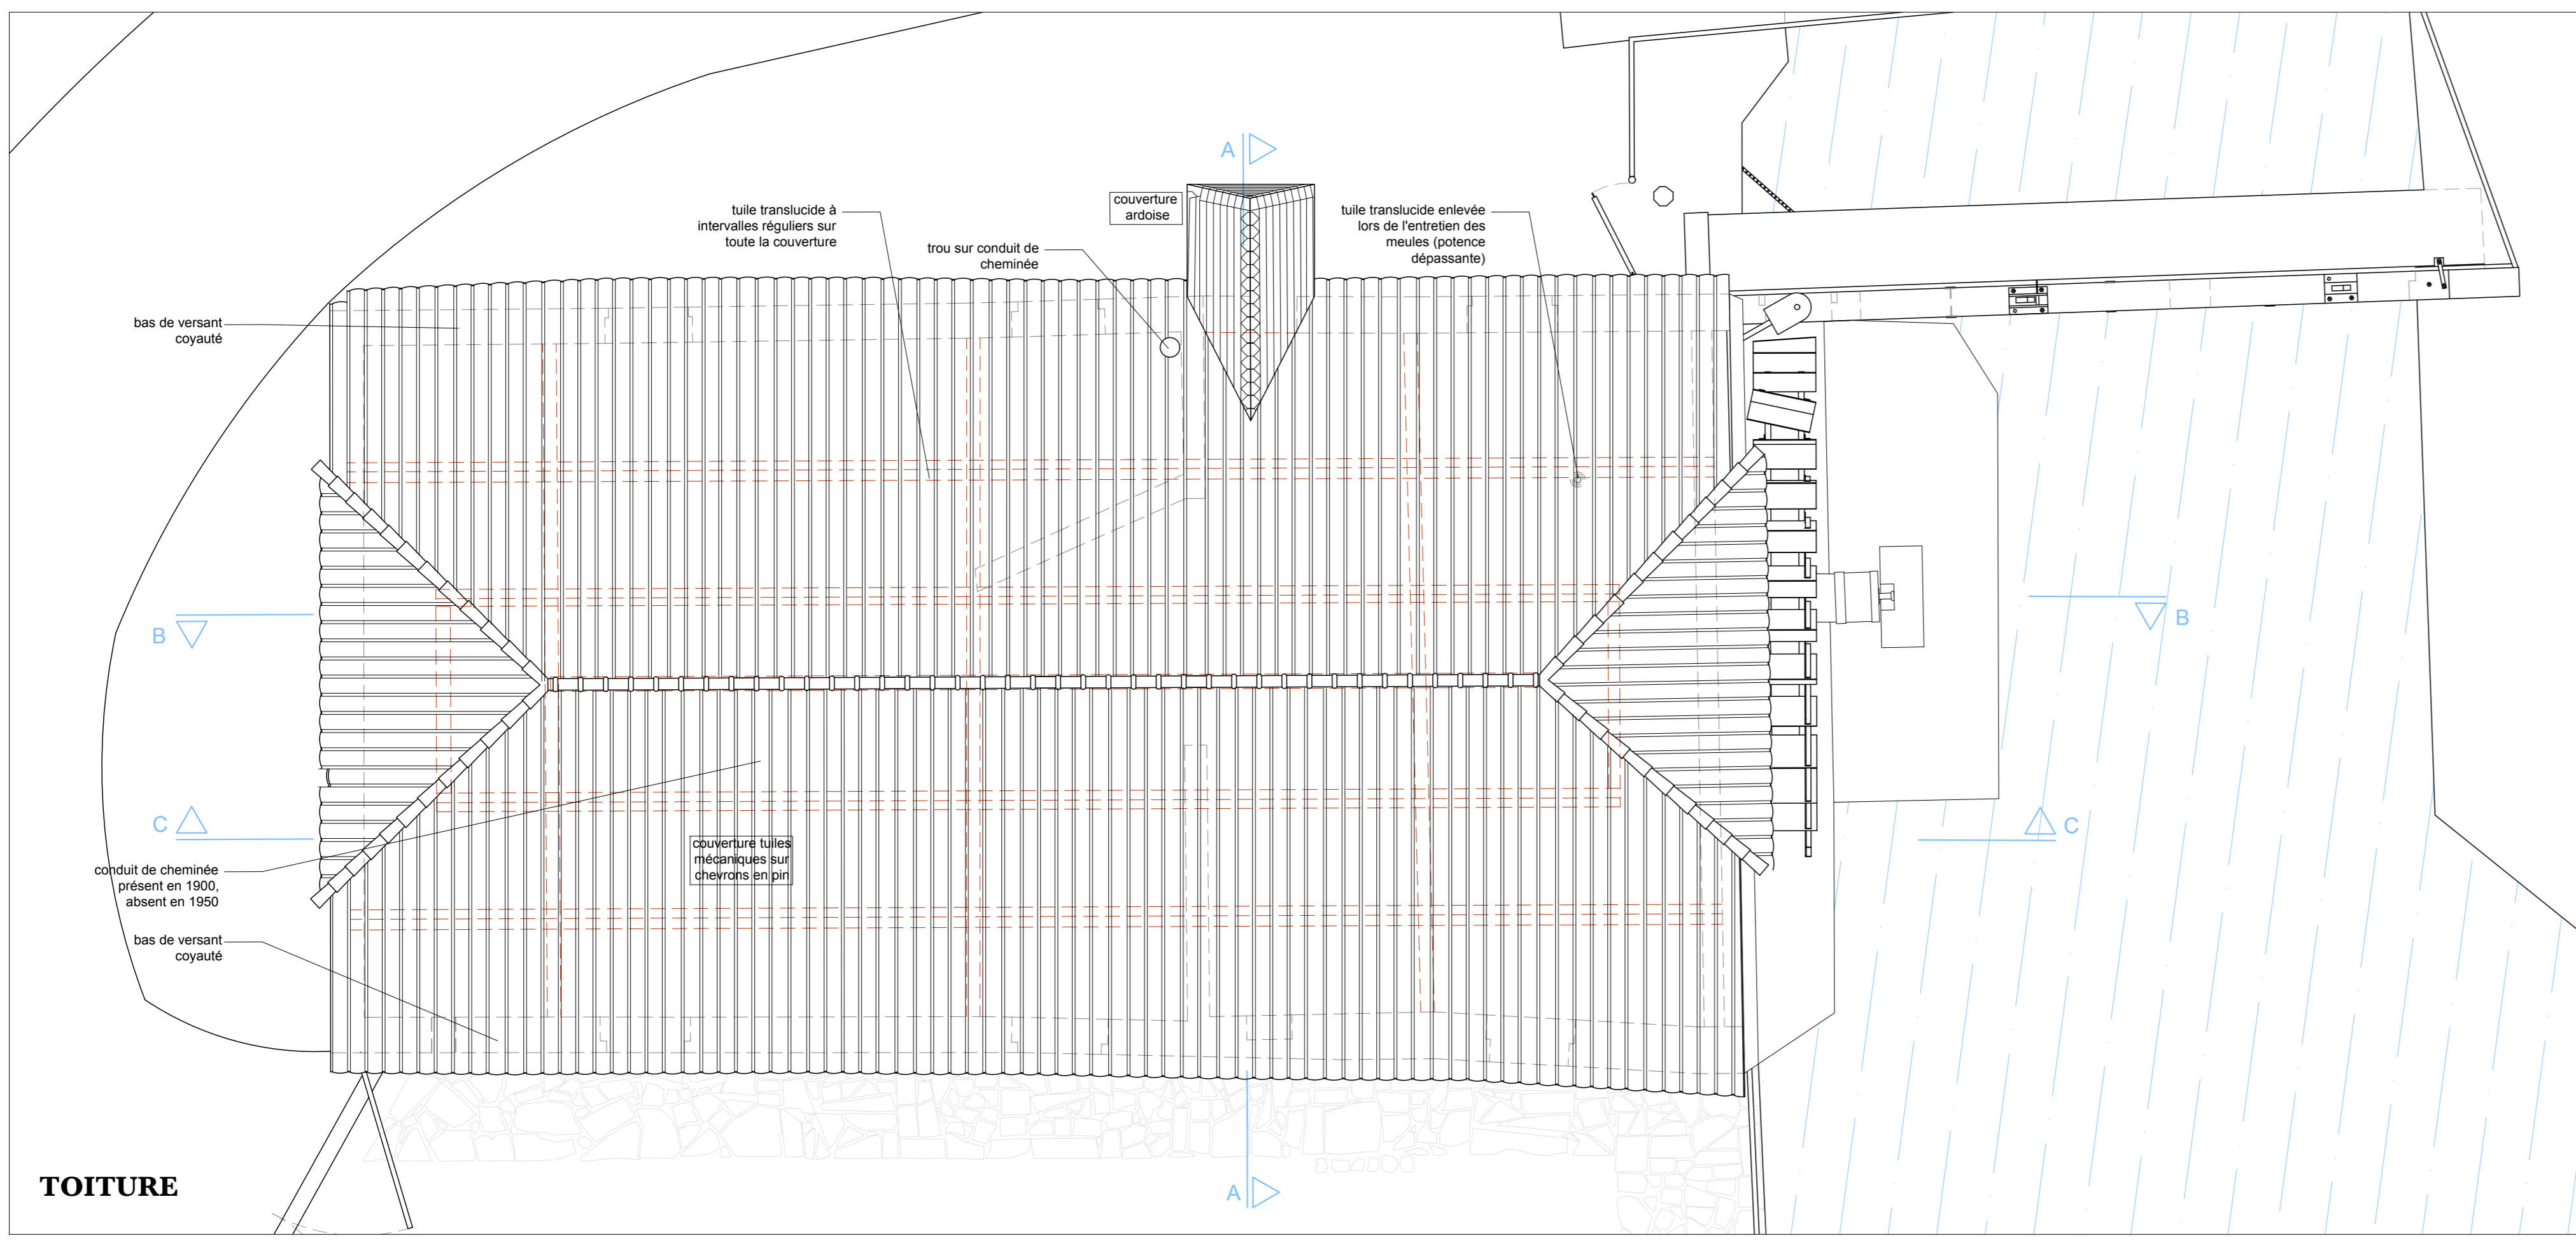 A
tuile translucide à
intervalles réguliers sur
toute la couverture
trou sur conduit de
cheminée
couverture
ardoise
tuile translucide enlevée
lors de l'entretien des
meules (potence
dépassante)
bas de versant
coyauté
B
B
C
C
couverture tuiles
mécaniques sur
chevrons en pin
conduit de cheminée
présent en 1900,
absent en 1950
bas de versant
coyauté
A
TOITURE